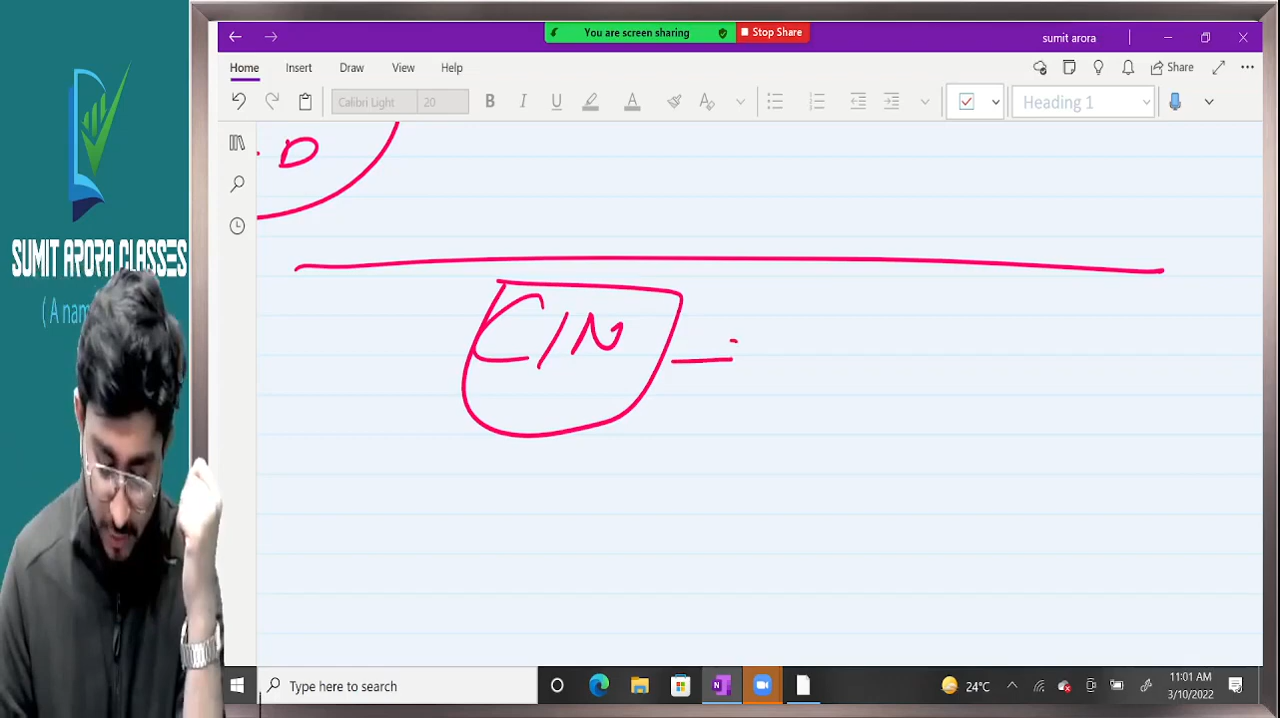 You are screen sharing
Stop Share
sumit arora
Home
Insert
Draw
View
Help
Share
Calibri Light
20
B
I
U
A
Heading 1
D
SUMIT ARORA CLASSES
( A nam
CIN
Type here to search
24°C
11:01 AM
3/10/2022